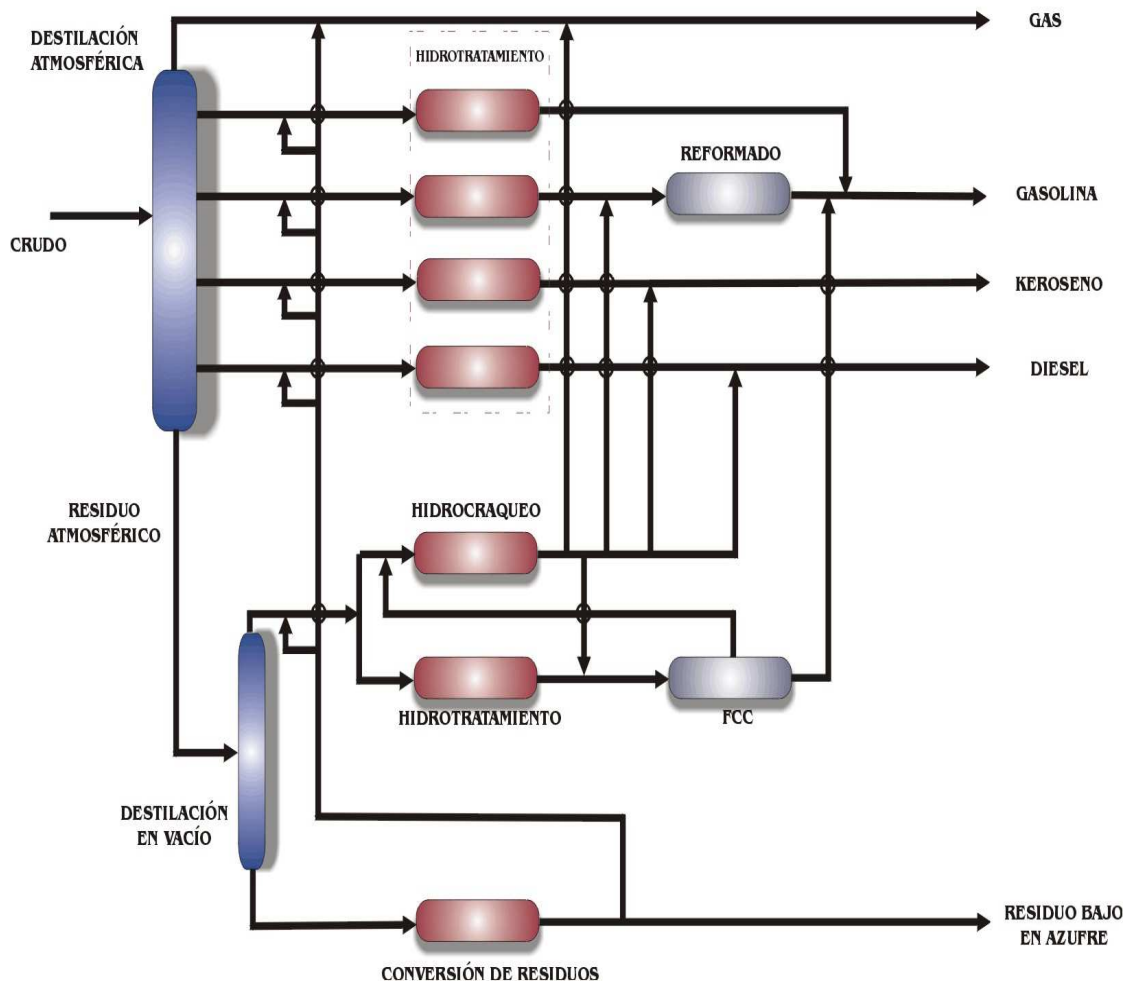 GAS
DESTILACIÓN
ATMOSFÉRICA
HIDROTRATAMIENTO
REFORMADO
GASOLINA
CRUDO
KEROSENO
DIESEL
RESIDUO
ATMOSFÉRICO
HIDROCRAQUEO
HIDROTRATAMIENTO
FCC
DESTILACIÓN
EN VACÍO
RESIDUO BAJO
EN AZUFRE
CONVERSIÓN DE RESIDUOS